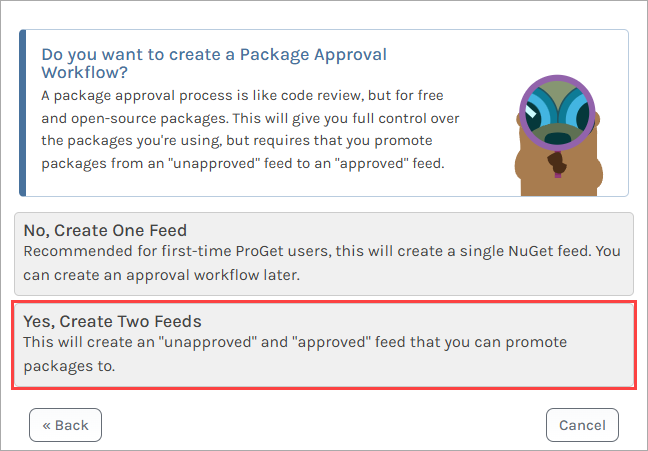 Do you want to create a Package Approval
Workflow?
A package approval process is like code review, but for free
and open-source packages. This will give you full control over
the packages you're using, but requires that you promote
packages from an "unapproved" feed to an "approved" feed.
No, Create One Feed
Recommended for first-time ProGet users, this will create a single NuGet feed. You
can create an approval workflow later.
Yes, Create Two Feeds
This will create an "unapproved" and "approved" feed that you can promote
packages to.
« Back
Cancel